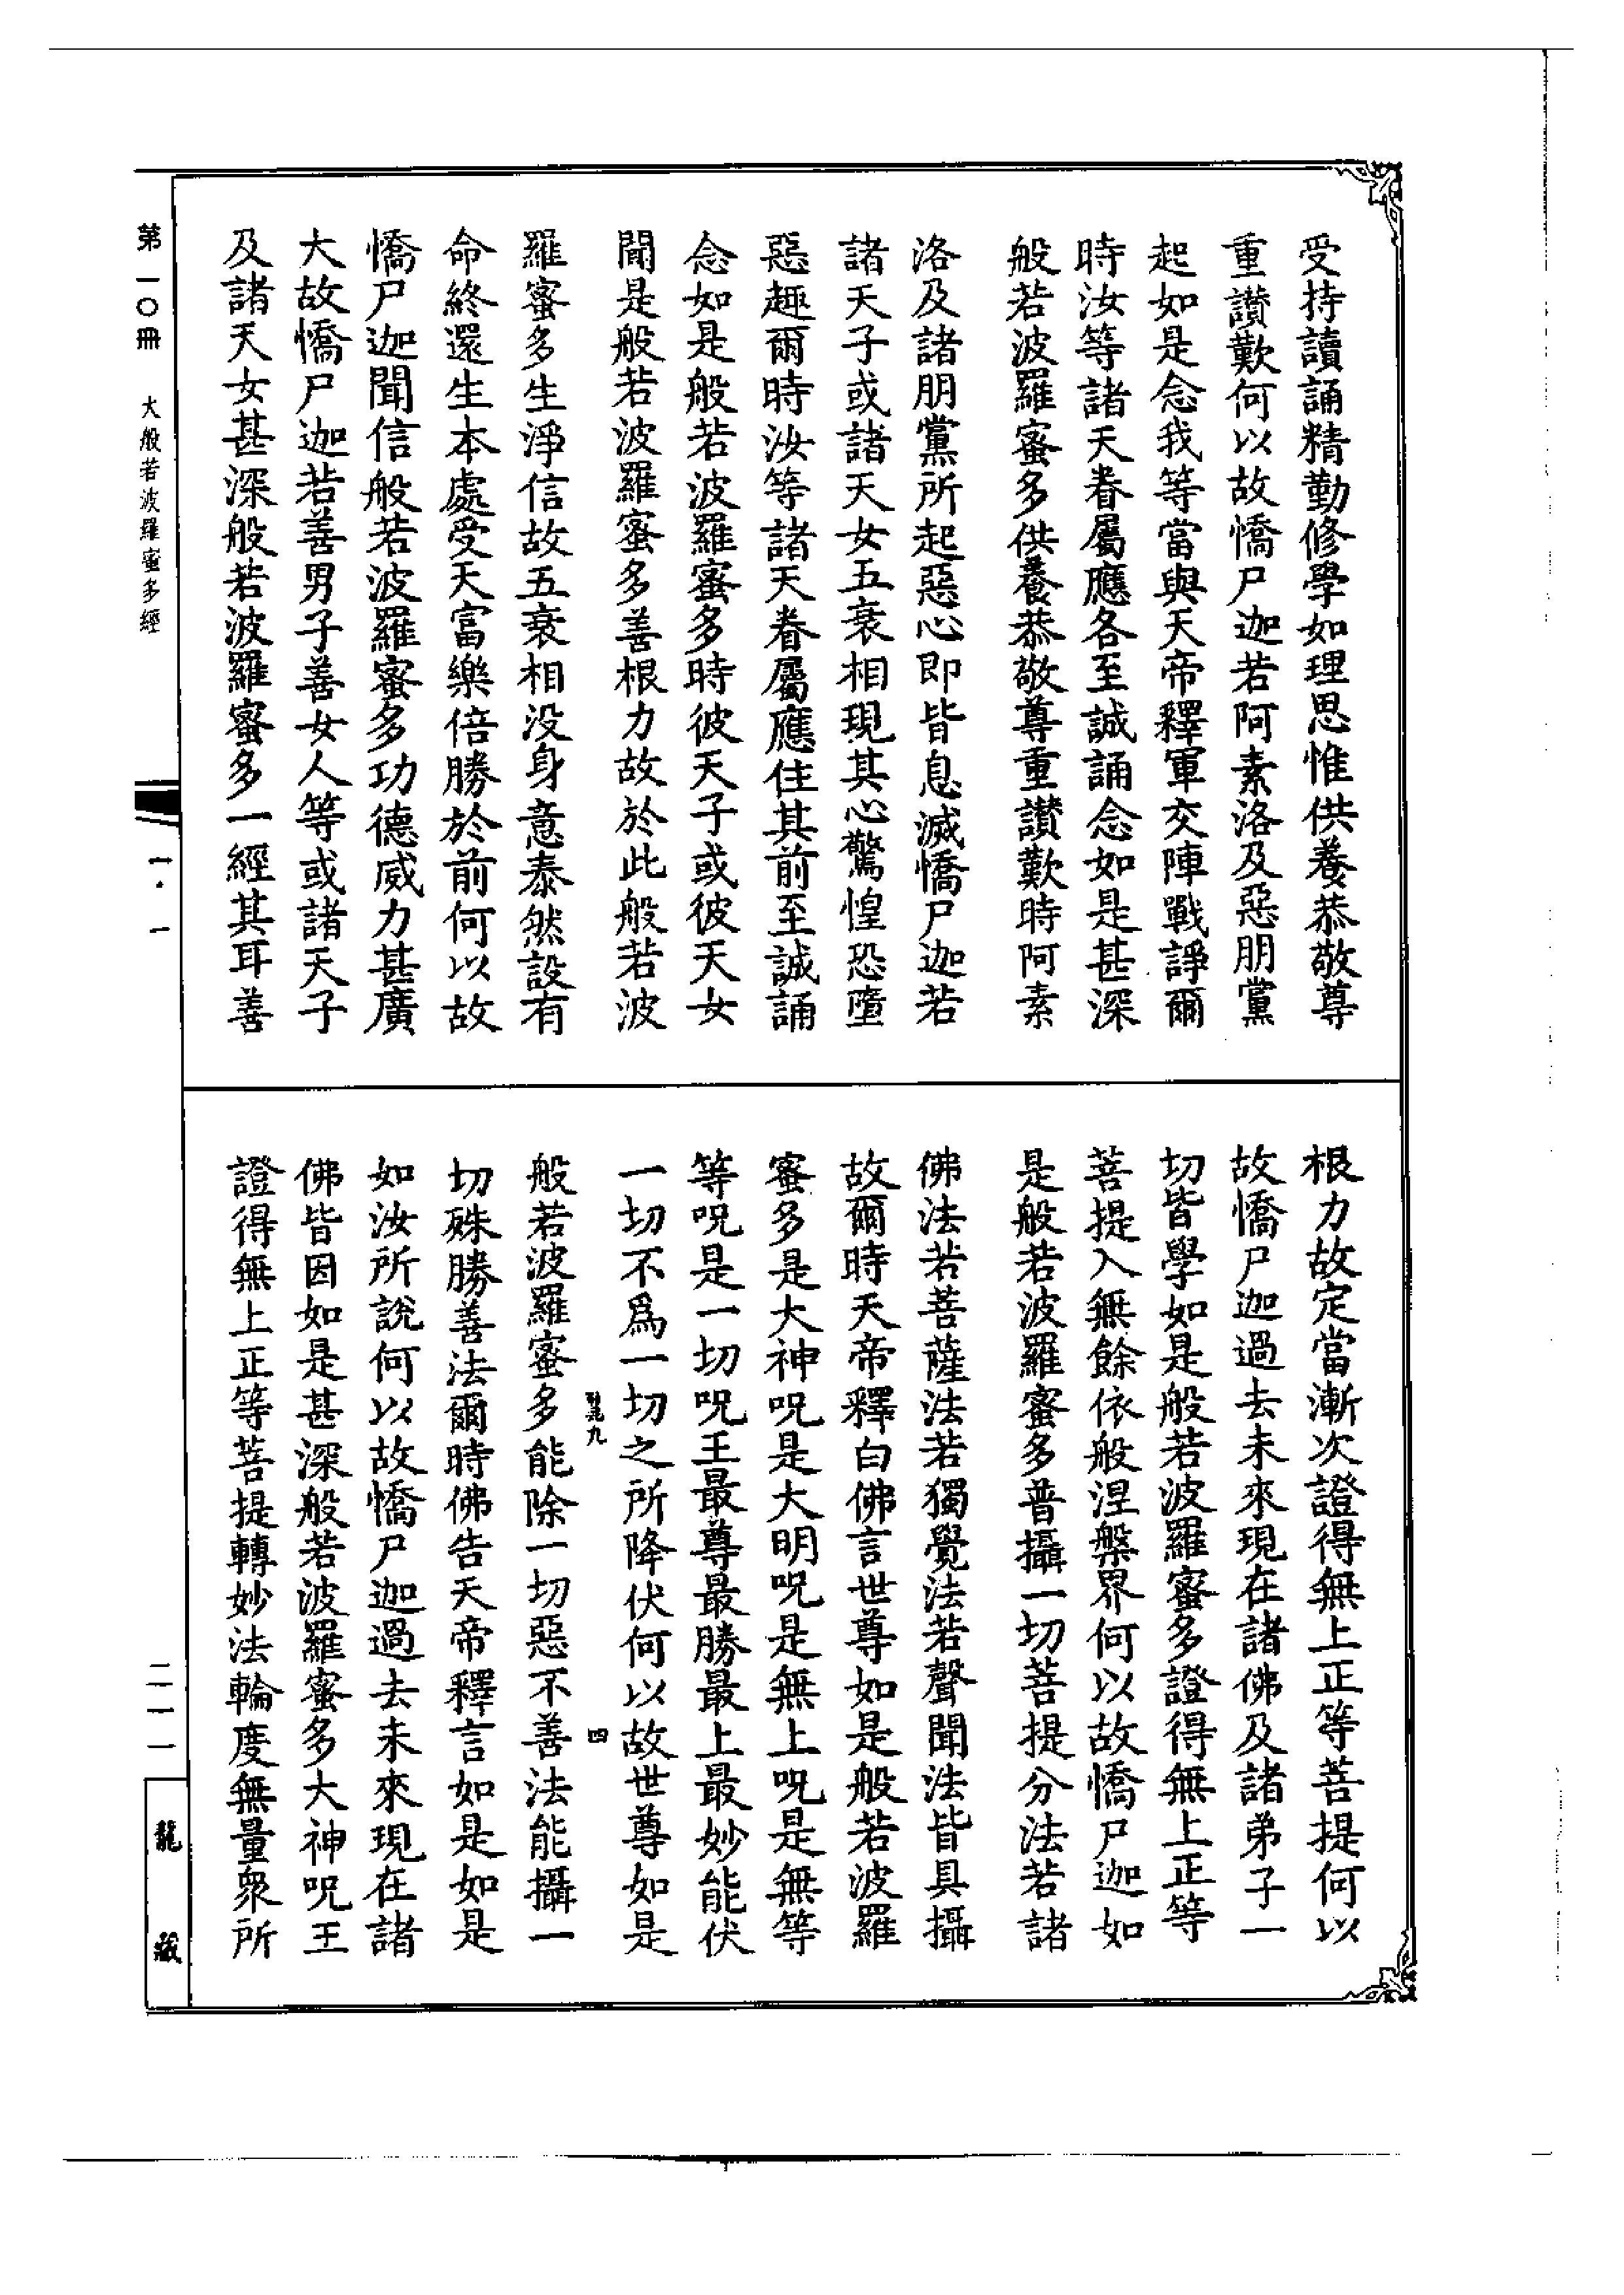 受持讀誦精勤修學如理思惟供養恭敬尊
重讚歎何以故憍尸迦若阿素洛及惡朋黨
起如是念我等當與天帝釋軍交陣戰諍爾
時汝等諸天眷屬應各至誠誦念如是甚深
般若波羅蜜多供養恭敬尊重讚歎時阿素
洛及諸朋黨所起惡心即皆息滅憍尸迦若
諸天子或諸天女五衰相現其心驚惶恐墮
惡趣爾時汝等諸天眷屬應住其前至誠誦
念如是般若波羅蜜多時彼天子或彼天女
聞是般若波羅蜜多善根力故於此般若波
羅蜜多生淨信故五衰相没身意泰然設有
命終還生本處受天富樂倍勝於前何以故
憍尸迦聞信般若波羅蜜多功德威力甚廣
大故憍尸迦若善男子善女人等或諸天子
及諸天女甚深般若波羅蜜多一經其耳善
根力故定當漸次證得無上正等菩提何以
故憍尸迦過去未來現在諸佛及諸弟子一
切皆學如是般若波羅蜜多證得無上正等
菩提入無餘依般涅槃界何以故憍尸迦如
是般若波羅蜜多普攝一切菩提分法若諸
佛法若菩薩法若獨覺法若聲聞法皆具攝
故爾時天帝釋白佛言世尊如是般若波羅
蜜多是大神呪是大明呪是無上呪是無等
等呪是一切呪王最尊最勝最上最妙能伏
一切不爲一切之所降伏何以故世尊如是
九 四
般若波羅蜜多能除一切惡不善法能攝一
切殊勝善法爾時佛告天帝釋言如是如是
如汝所說何以故憍尸迦過去未來現在諸
佛皆因如是甚深般若波羅蜜多大神呪王
證得無上正等菩提轉妙法輪度無量衆所
第一〇冊 大般若波羅蜜多經
一·一
二一一
龍藏